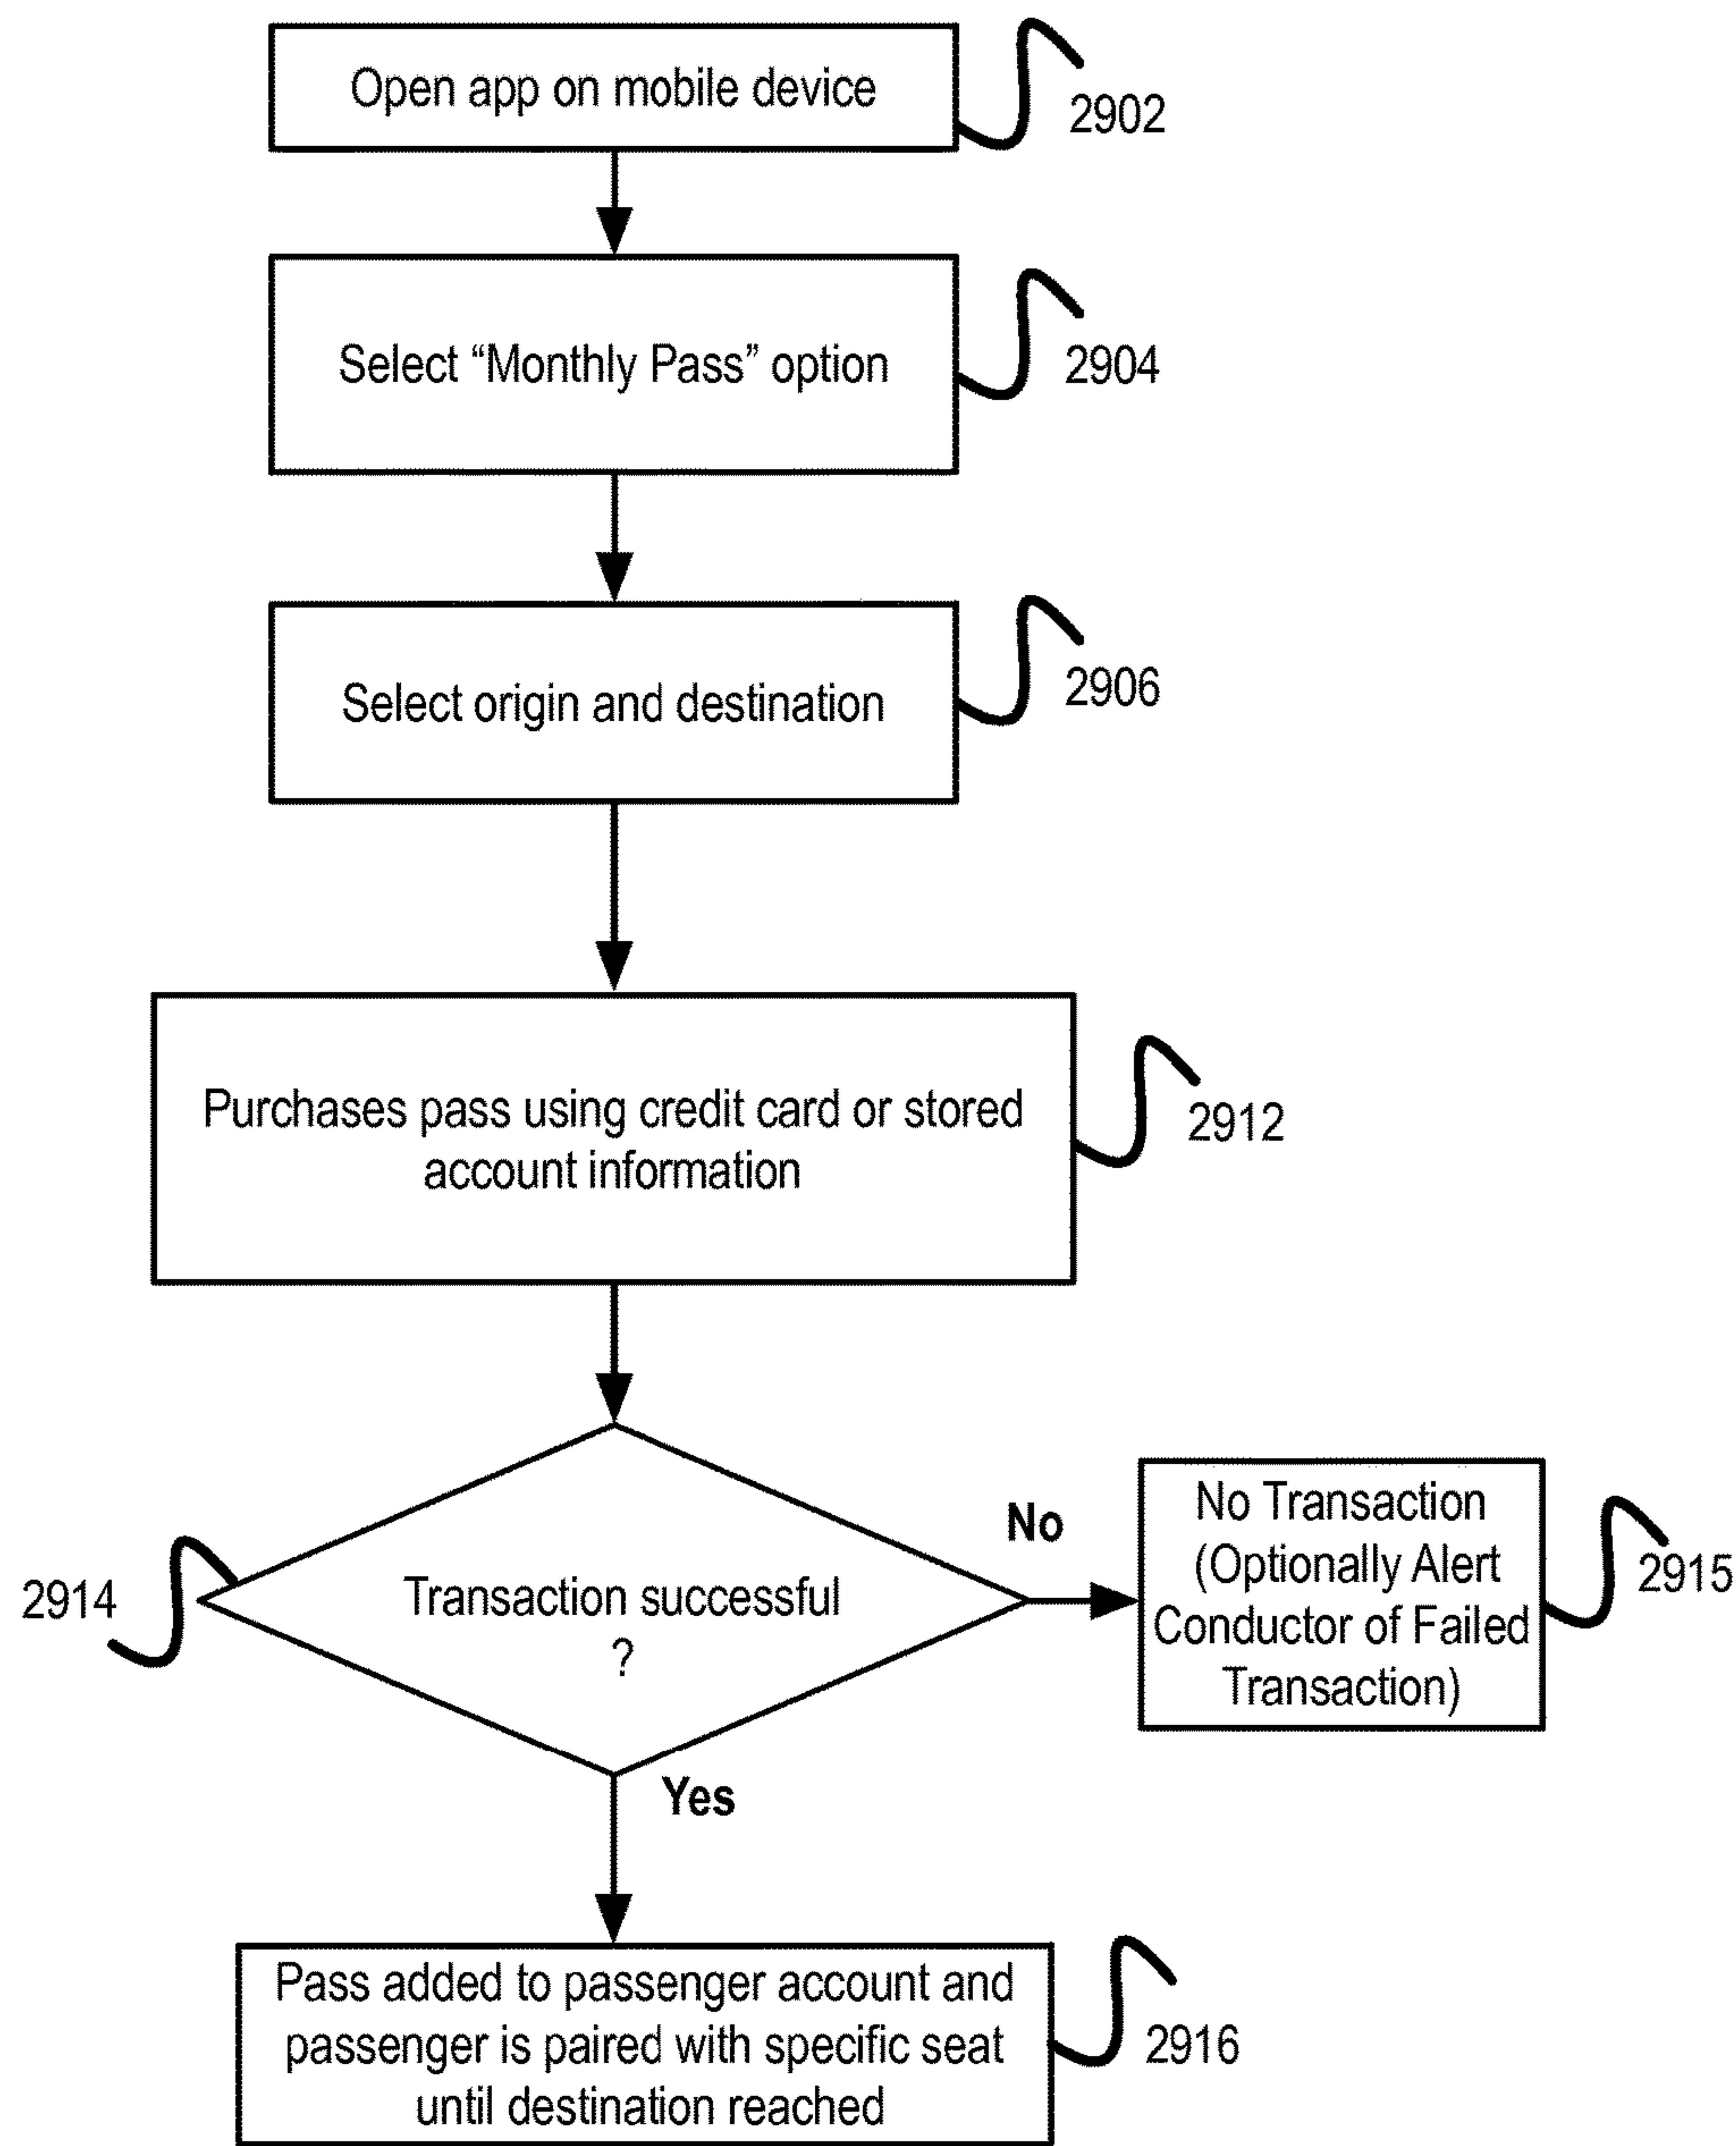 Open app on mobile device
2902
Select “Monthly Pass” option
2904
Select origin and destination
2906
Purchases pass using credit card or stored
account information
2912
Transaction successful
?
2914
No
No Transaction
(Optionally Alert
Conductor of Failed
Transaction)
2915
Yes
Pass added to passenger account and
passenger is paired with specific seat
until destination reached
2916